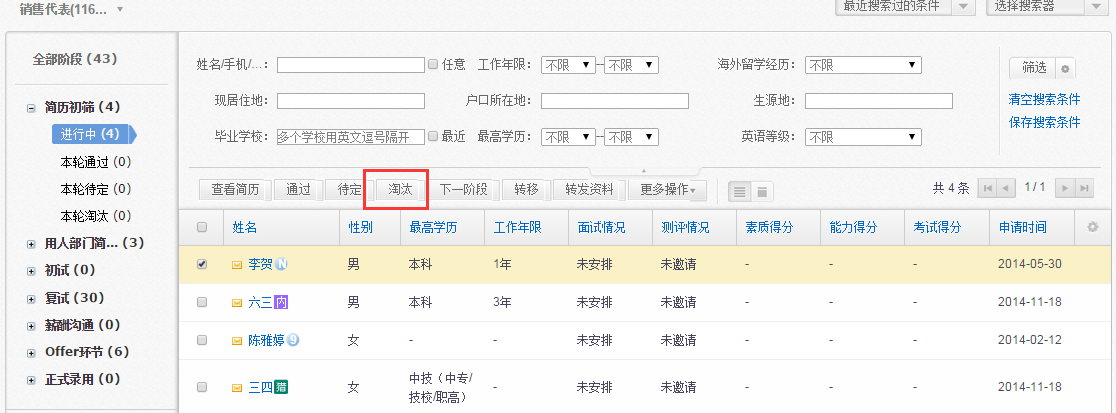 销售代表(116...
最近搜索过的条件
选择搜索器
全部阶段 (43)
简历初筛 (4)
进行中 (4)
本轮通过 (0)
本轮待定 (0)
本轮淘汰 (0)
用人部门简... (3)
初试 (0)
复试 (30)
薪酬沟通 (0)
Offer环节 (6)
正式录用 (0)
姓名/手机/...: 任意 工作年限: 不限 -- 不限 海外留学经历: 不限 筛选
现居住地: 户口所在地: 生源地: 清空搜索条件
保存搜索条件
毕业学校: 多个学校用英文逗号隔开 最近 最高学历: 不限 -- 不限 英语等级: 不限
查看简历 通过 待定 淘汰 下一阶段 转移 转发资料 更多操作 共 4 条 1 / 1
姓名 性别 最高学历 工作年限 面试情况 测评情况 素质得分 能力得分 考试得分 申请时间
李贺 N 男 本科 1年 未安排 未邀请 - - - 2014-05-30
六三 内 男 本科 3年 未安排 未邀请 - - - 2014-11-18
陈雅婷 9 女 - - 未安排 未邀请 - - - 2014-02-12
三四 猎 女 中技（中专/技校/职高） - 未安排 未邀请 - - - 2014-11-18